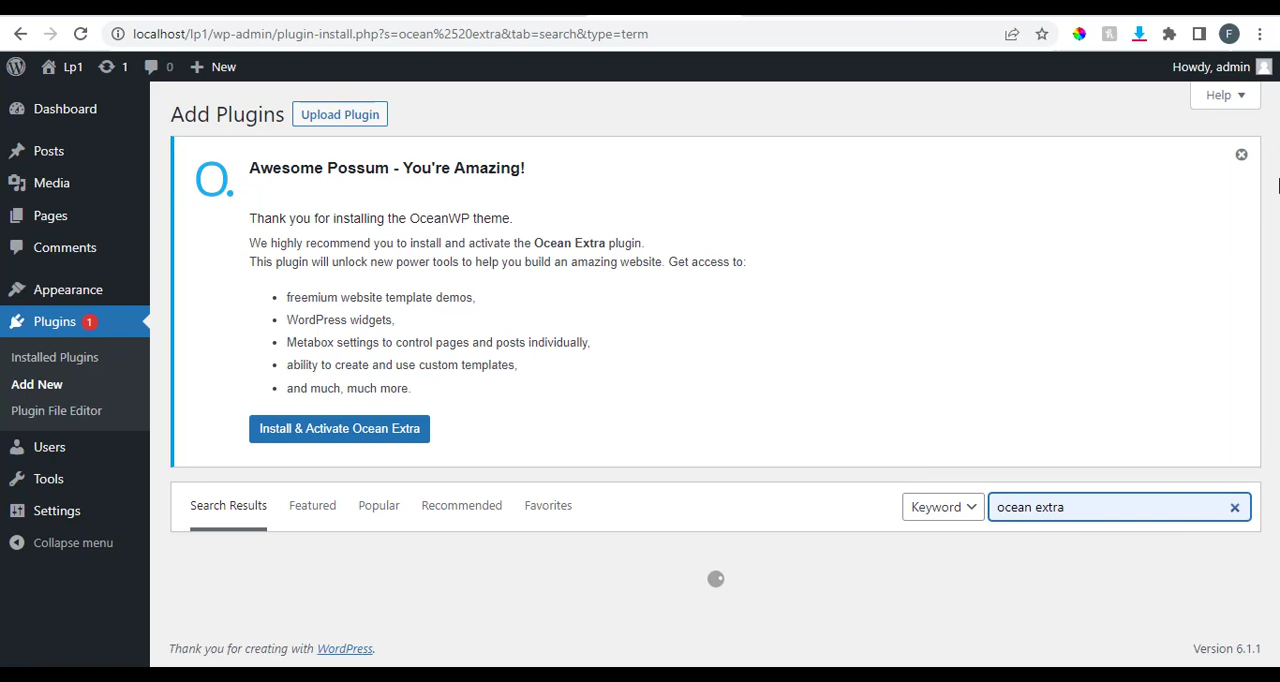 localhost/lp1/wp-admin/plugin-install.php?s=ocean%2520extra&tab=search&type=term
F
Lp1 1 0 New Howdy, admin
Help
Dashboard
Posts
Media
Pages
Comments
Appearance
Plugins 1
Installed Plugins
Add New
Plugin File Editor
Users
Tools
Settings
Collapse menu
Add Plugins Upload Plugin
O.
Awesome Possum - You're Amazing!
Thank you for installing the OceanWP theme.
We highly recommend you to install and activate the Ocean Extra plugin.
This plugin will unlock new power tools to help you build an amazing website. Get access to:
• freemium website template demos,
• WordPress widgets,
• Metabox settings to control pages and posts individually,
• ability to create and use custom templates,
• and much, much more.
Install & Activate Ocean Extra
Search Results Featured Popular Recommended Favorites Keyword ocean extra
Thank you for creating with WordPress. Version 6.1.1